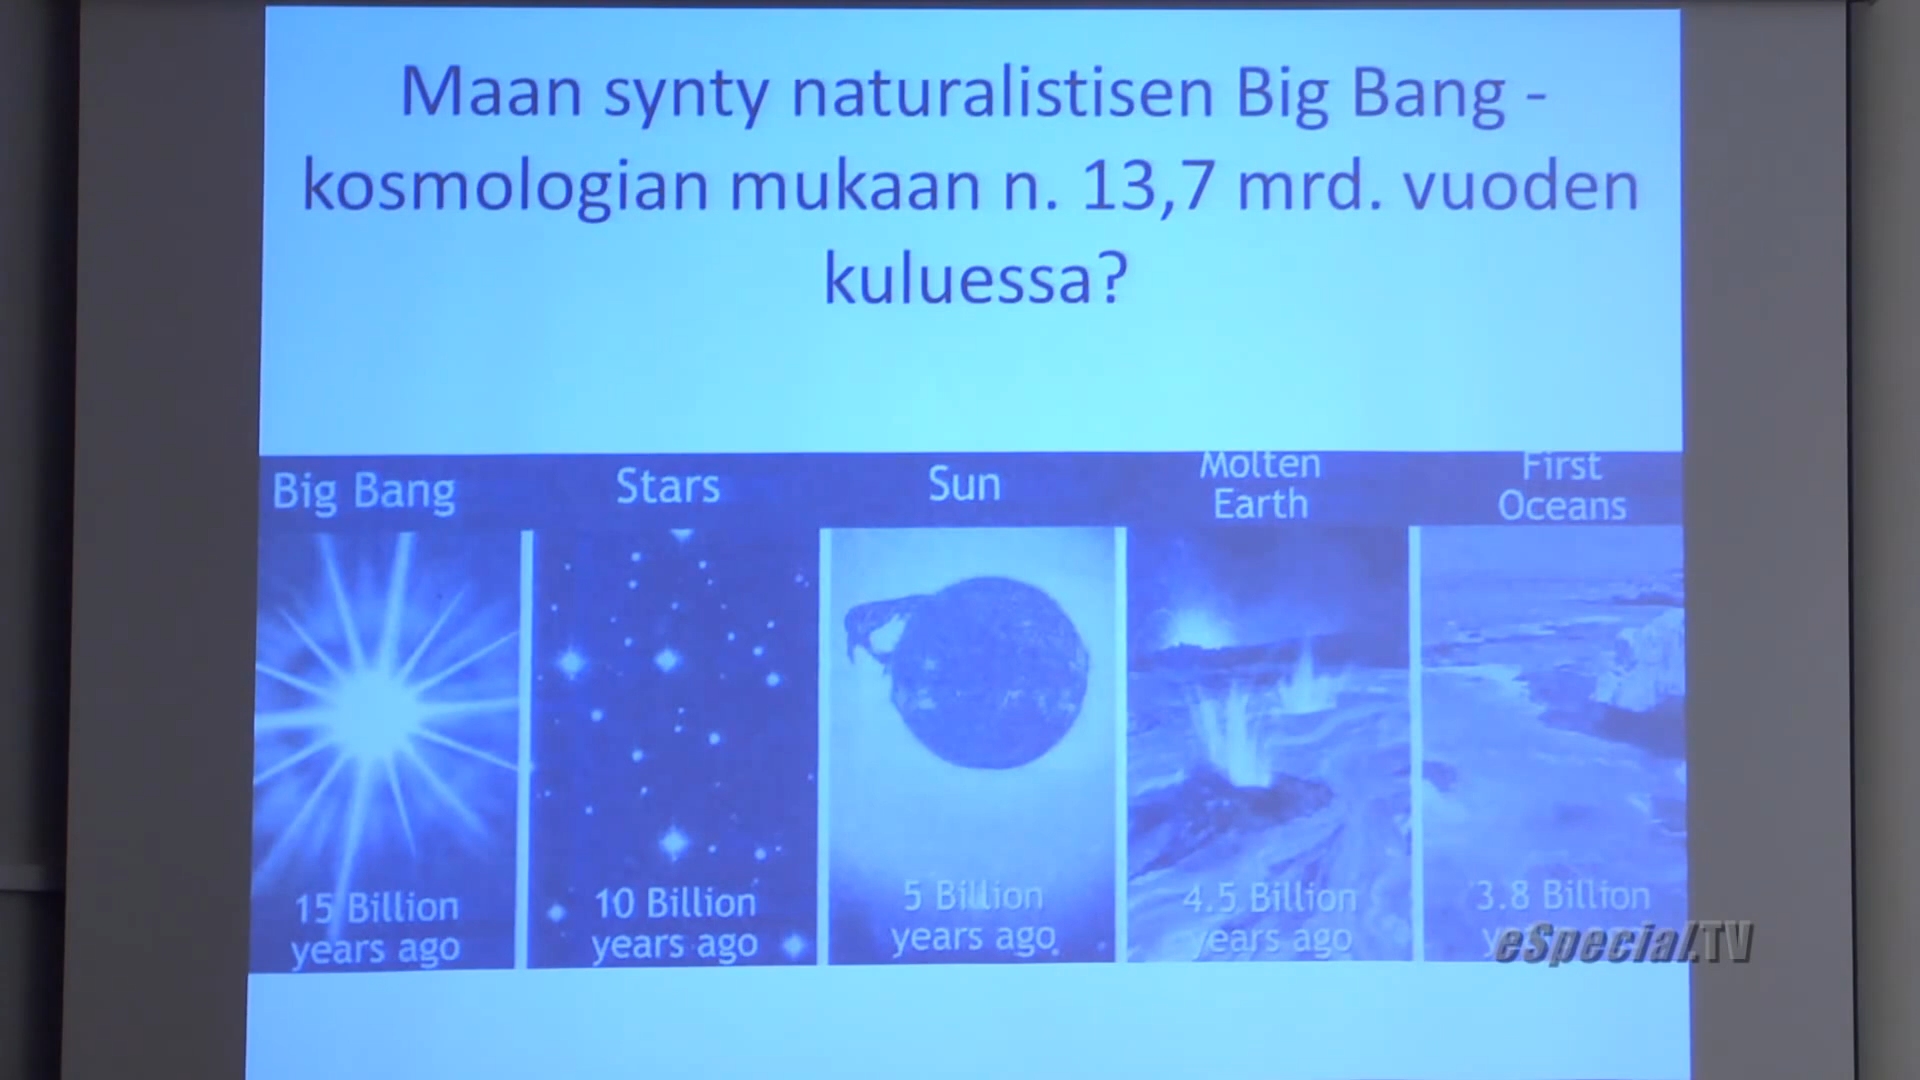 Maan synty naturalistisen Big Bang -
kosmologian mukaan n. 13,7 mrd. vuoden
kuluessa?
Big Bang
Stars
Sun
Molten
Earth
First
Oceans
15 Billion
years ago
10 Billion
years ago
5 Billion
years ago
4.5 Billion
years ago
3.8 Billion
eSpecial.TV